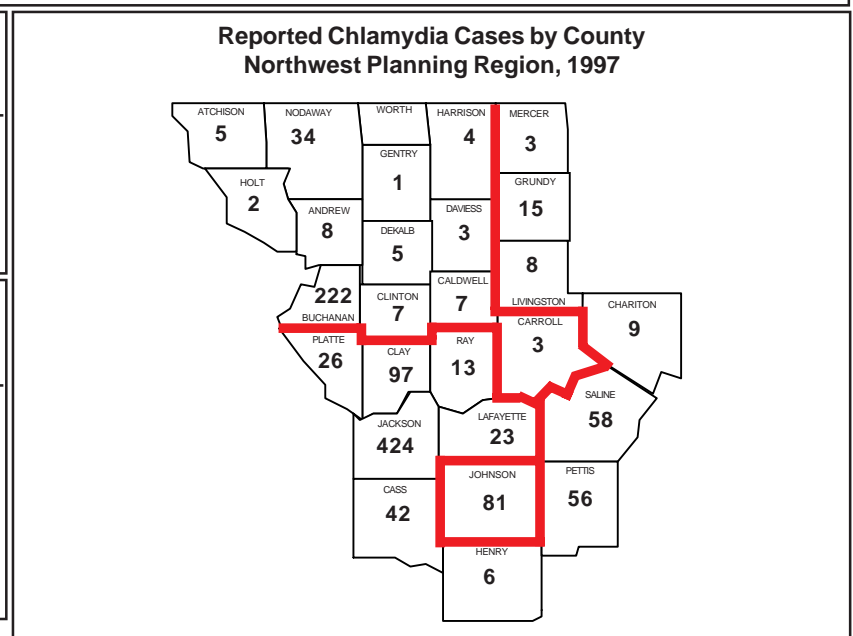 Reported Chlamydia Cases by County
Northwest Planning Region, 1997
ATCHISON
5
NODAWAY
34
WORTH
HARRISON
4
MERCER
3
GENTRY
1
GRUNDY
15
HOLT
2
ANDREW
8
DAVIESS
3
DEKALB
5
8
LIVINGSTON
222
BUCHANAN
CLINTON
7
CALDWELL
7
CHARITON
9
PLATTE
26
CLAY
97
RAY
13
CARROLL
3
SALINE
58
JACKSON
424
LAFAYETTE
23
CASS
42
JOHNSON
81
PETTIS
56
HENRY
6